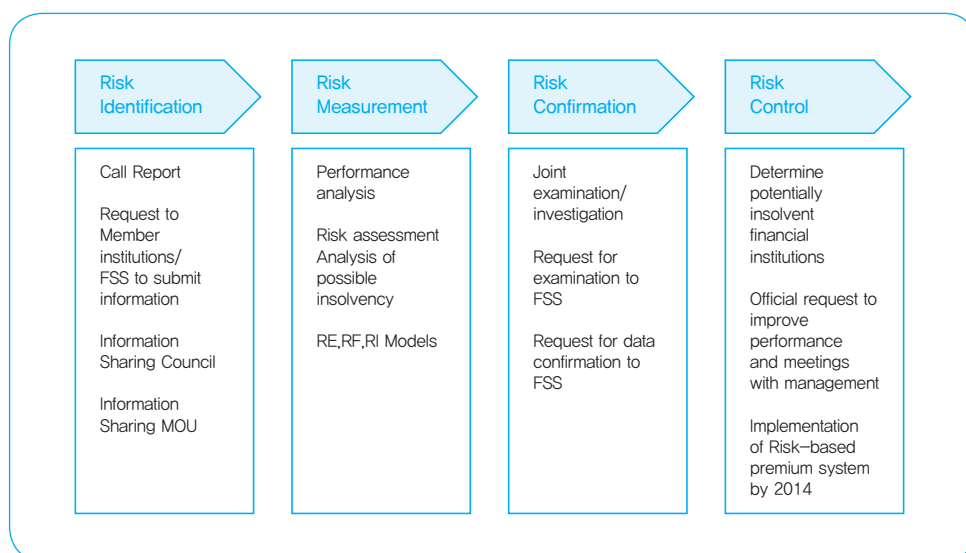 Risk
Identification
Risk
Measurement
Risk
Confirmation
Risk
Control
Call Report
Request to
Member
institutions/
FSS to submit
information
Information
Sharing Council
Information
Sharing MOU
Performance
analysis
Risk assessment
Analysis of
possible
insolvency
RE,RF,RI Models
Joint
examination/
investigation
Request for
examination to
FSS
Request for data
confirmation to
FSS
Determine
potentially
insolvent
financial
institutions
Official request to
improve
performance
and meetings
with management
Implementation
of Risk-based
premium system
by 2014